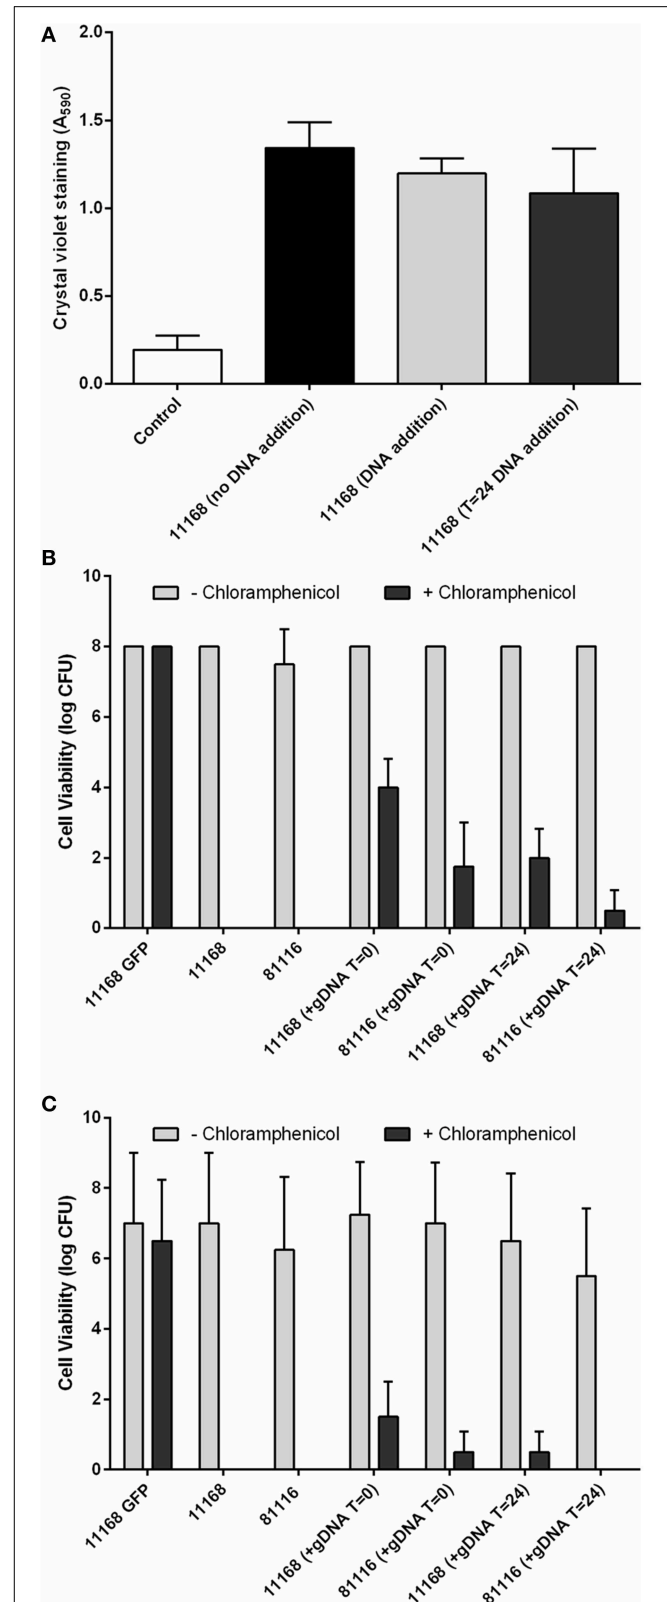 A
Crystal violet staining (A590)
2.0
1.5
1.0
0.5
0.0
Control
11168 (no DNA addition)
11168 (DNA addition)
11168 (T=24 DNA addition)
B
Cell Viability (log CFU)
10
8
6
4
2
0
- Chloramphenicol
+ Chloramphenicol
11168 GFP
11168
81116
11168 (+gDNA T=0)
81116 (+gDNA T=0)
11168 (+gDNA T=24)
81116 (+gDNA T=24)
C
Cell Viability (log CFU)
10
8
6
4
2
0
- Chloramphenicol
+ Chloramphenicol
11168 GFP
11168
81116
11168 (+gDNA T=0)
81116 (+gDNA T=0)
11168 (+gDNA T=24)
81116 (+gDNA T=24)